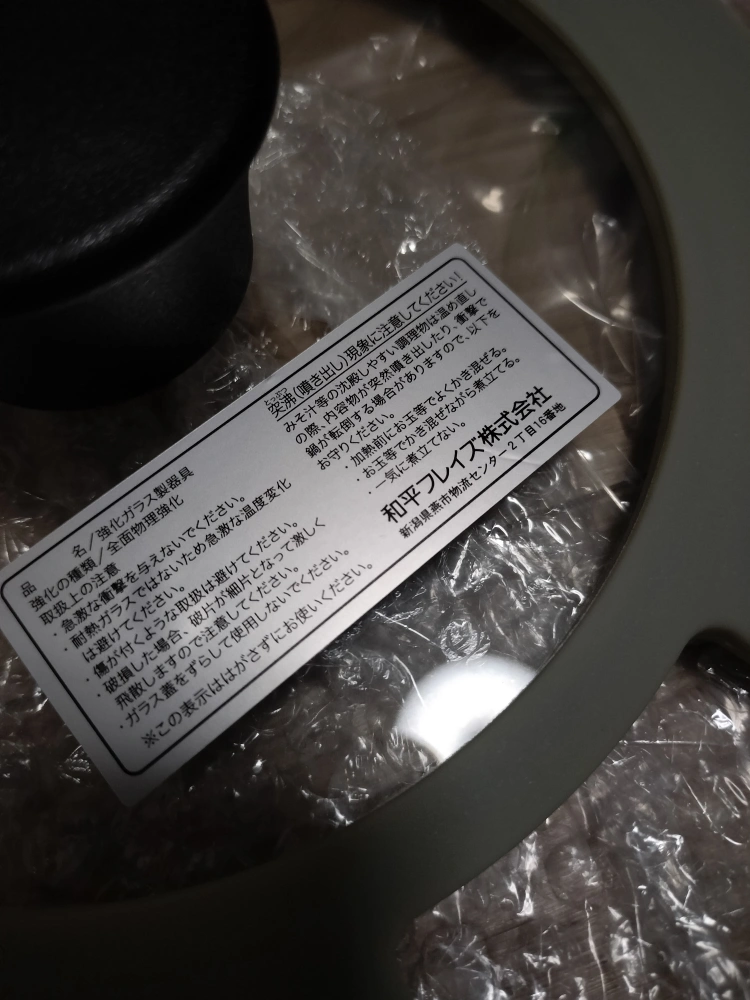 品　　　名／強化ガラス製器具
強化の種類／全面物理強化
取扱上の注意
・急激な衝撃を与えないでください。
・耐熱ガラスではないため急激な温度変化
は避けてください。
・傷が付くような取扱は避けてください。
・破損した場合、破片が細片となって激しく
飛散しますので注意してください。
・ガラス蓋をずらして使用しないでください。
※この表示ははがさずにお使いください。
とっぷつ
突沸(噴き出し)現象に注意してください!
みそ汁等の沈殿しやすい調理物は温め直し
の際、内容物が突然噴き出したり、衝撃で
鍋が転倒する場合がありますので、以下を
お守りください。
・加熱前にお玉等でよくかき混ぜる。
・お玉等でかき混ぜながら煮立てる。
・一気に煮立てない。
和平フレイズ株式会社
新潟県燕市物流センター2丁目16番地